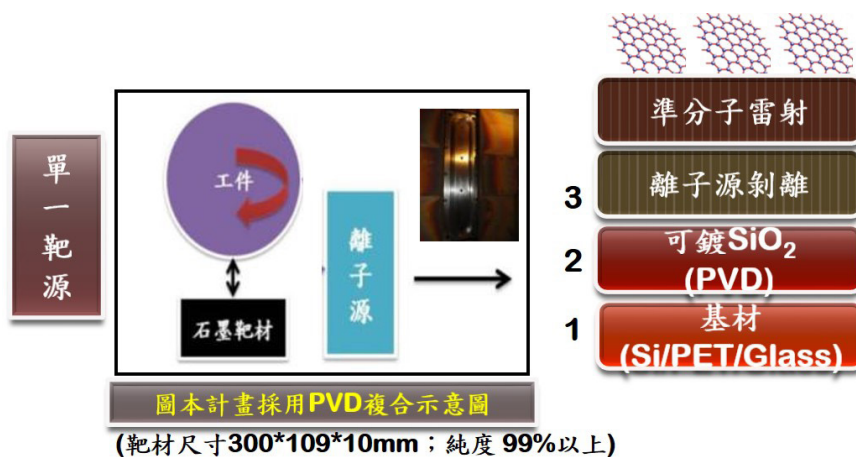 單一靶源
工件
石墨靶材
離子源
準分子雷射
離子源剝離
3
可鍍SiO₂
(PVD)
2
基材
(Si/PET/Glass)
1
圖本計畫採用PVD複合示意圖
(靶材尺寸300*109*10mm；純度 99%以上)